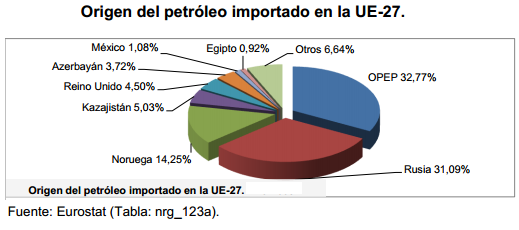 Origen del petróleo importado en la UE-27.
México 1,08%
Egipto 0,92%
Otros 6,64%
Azerbayán 3,72%
OPEP 32,77%
Reino Unido 4,50%
Kazajistán 5,03%
Noruega 14,25%
Rusia 31,09%
Origen del petróleo importado en la UE-27.
Fuente: Eurostat (Tabla: nrg_123a).